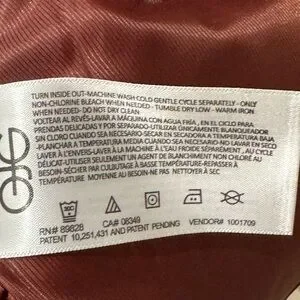 TURN INSIDE OUT-MACHINE WASH COLD GENTLE CYCLE SEPARATELY - ONLY
NON-CHLORINE BLEACH WHEN NEEDED - TUMBLE DRY LOW - WARM IRON
WHEN NEEDED- DO NOT DRY CLEAN
VOLTEAR AL REVÉS-LAVAR A MÁQUINA CON AGUA FRÍA , EN EL CICLO PARA
PRENDAS DELICADAS Y POR SEPARADO-UTILIZAR ÚNICAMENTE BLANQUEADOR
SIN CLORO CUANDO SEA NECESARIO-SECAR EN SECADORA A TEMPERATURA BAJA
-PLANCHAR A TEMPERATURA MEDIA CUANDO SEA NECESARIO-NO LAVAR EN SECO
LAVER À L'ENVERS-LAVER À LA MACHINE À L'EAU FROIDE AU CYCLE
DÉLICAT-UTILISER SEULEMENT UN AGENT DE BLANCHIMENT NON CHLORÉ AU
BESOIN-SÉCHER PAR CULBUTAGE À BASSE TEMPÉRATURE-REPASSER À
TEMPÉRATURE MOYENNE AU BESOIN-NE PAS NETTOYER À SEC
RN# 89828 CA# 08349 VENDOR# 1001709
PATENT 10,251,431 AND PATENT PENDING